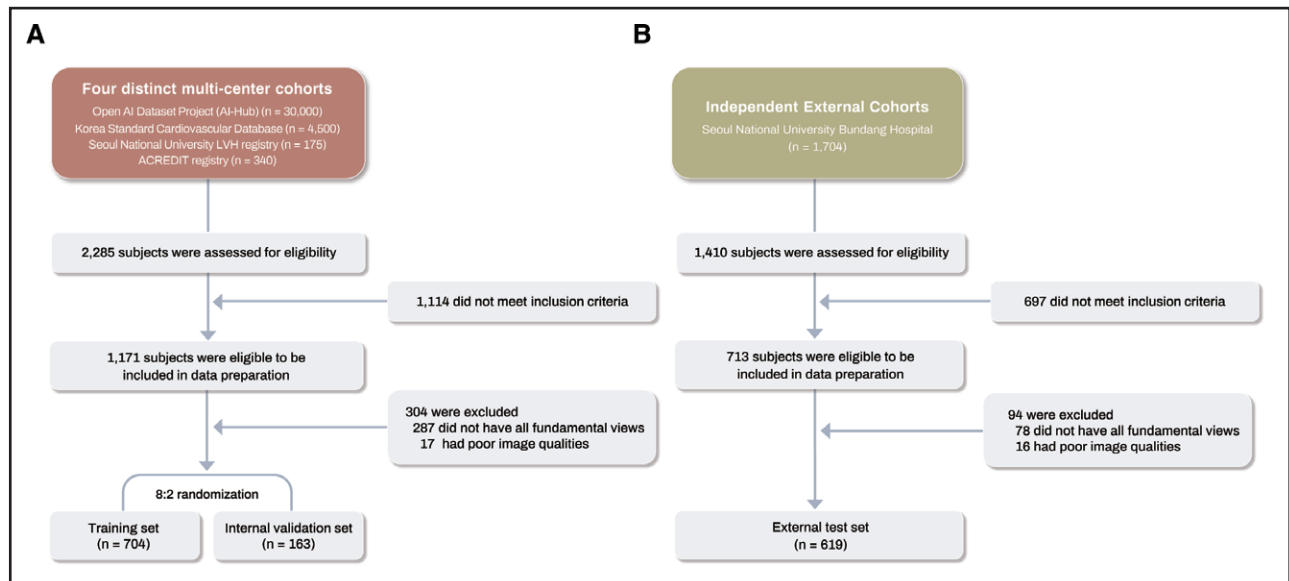 A
Four distinct multi-center cohorts
Open AI Dataset Project (AI-Hub) (n = 30,000)
Korea Standard Cardiovascular Database (n = 4,500)
Seoul National University LVH registry (n = 175)
ACREDIT registry (n = 340)
2,285 subjects were assessed for eligibility
1,114 did not meet inclusion criteria
1,171 subjects were eligible to be
included in data preparation
304 were excluded
287 did not have all fundamental views
17 had poor image qualities
8:2 randomization
Training set
(n = 704)
Internal validation set
(n = 163)
B
Independent External Cohorts
Seoul National University Bundang Hospital
(n = 1,704)
1,410 subjects were assessed for eligibility
697 did not meet inclusion criteria
713 subjects were eligible to be
included in data preparation
94 were excluded
78 did not have all fundamental views
16 had poor image qualities
External test set
(n = 619)